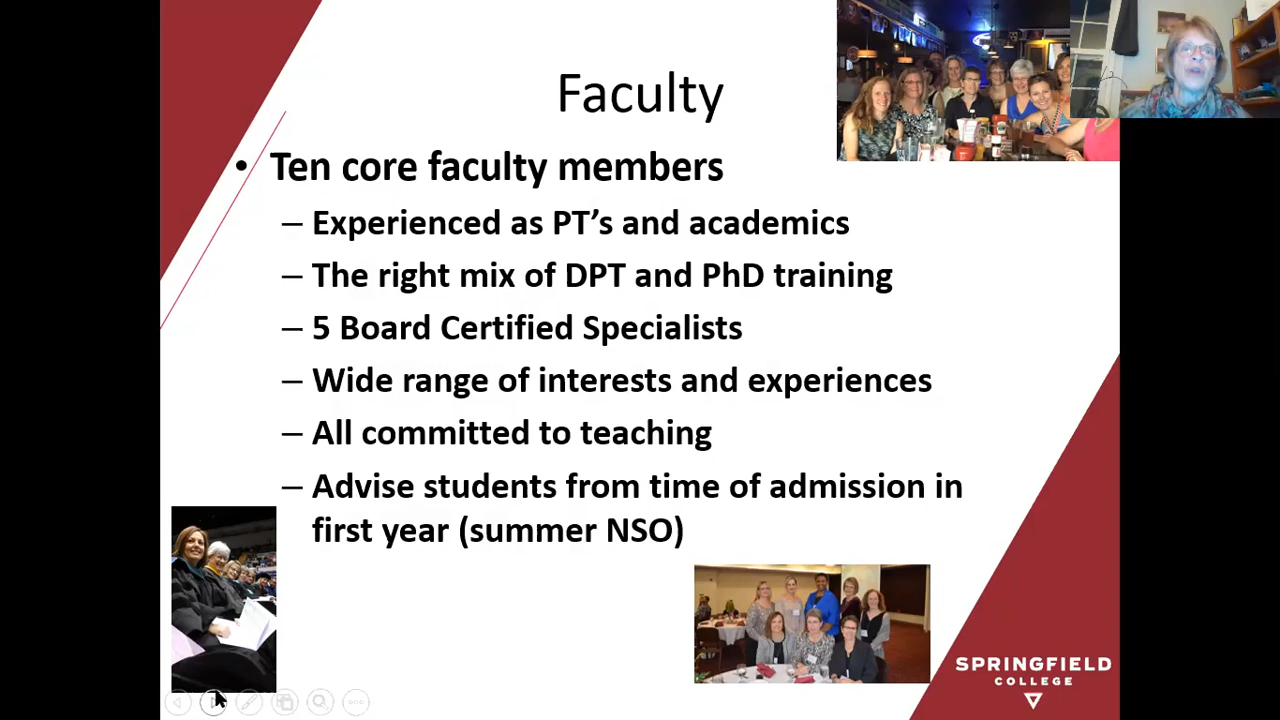 Faculty
• Ten core faculty members
– Experienced as PT’s and academics
– The right mix of DPT and PhD training
– 5 Board Certified Specialists
– Wide range of interests and experiences
– All committed to teaching
– Advise students from time of admission in
first year (summer NSO)
SPRINGFIELD
COLLEGE